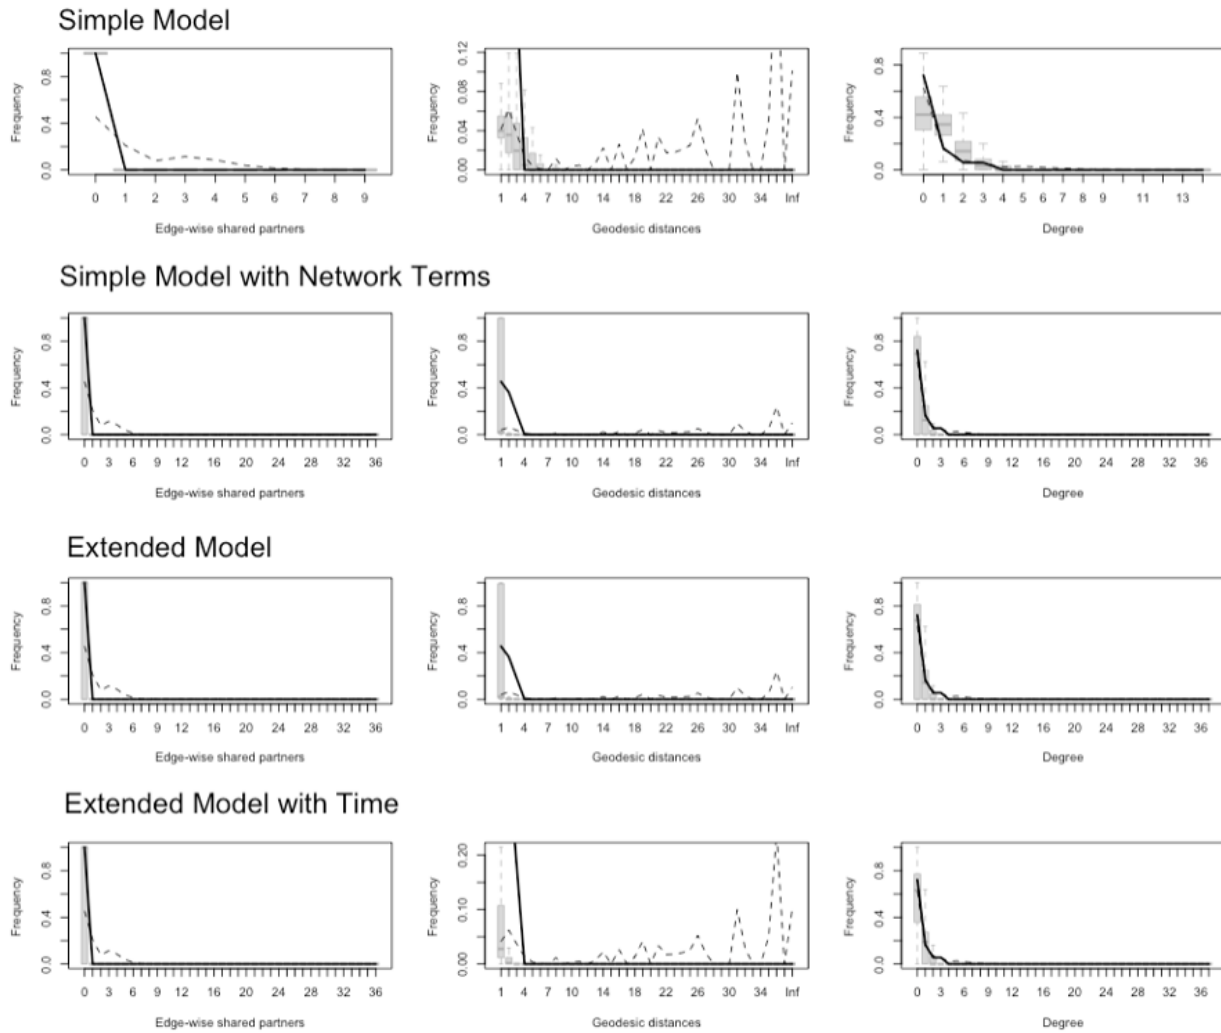 Simple Model
Frequency
0.0 0.4 0.8
0 1 2 3 4 5 6 7 8 9
Edge-wise shared partners
Frequency
0.00 0.04 0.08 0.12
1 4 7 10 14 18 22 26 30 34 Inf
Geodesic distances
Frequency
0.0 0.4 0.8
0 1 2 3 4 5 6 7 8 9 11 13
Degree
Simple Model with Network Terms
Frequency
0.0 0.4 0.8
0 3 6 9 12 16 20 24 28 32 36
Edge-wise shared partners
Frequency
0.0 0.4 0.8
1 4 7 10 14 18 22 26 30 34 Inf
Geodesic distances
Frequency
0.0 0.4 0.8
0 3 6 9 12 16 20 24 28 32 36
Degree
Extended Model
Frequency
0.0 0.4 0.8
0 3 6 9 12 16 20 24 28 32 36
Edge-wise shared partners
Frequency
0.0 0.4 0.8
1 4 7 10 14 18 22 26 30 34 Inf
Geodesic distances
Frequency
0.0 0.4 0.8
0 3 6 9 12 16 20 24 28 32 36
Degree
Extended Model with Time
Frequency
0.0 0.4 0.8
0 3 6 9 12 16 20 24 28 32 36
Edge-wise shared partners
Frequency
0.00 0.10 0.20
1 4 7 10 14 18 22 26 30 34 Inf
Geodesic distances
Frequency
0.0 0.4 0.8
0 3 6 9 12 16 20 24 28 32 36
Degree